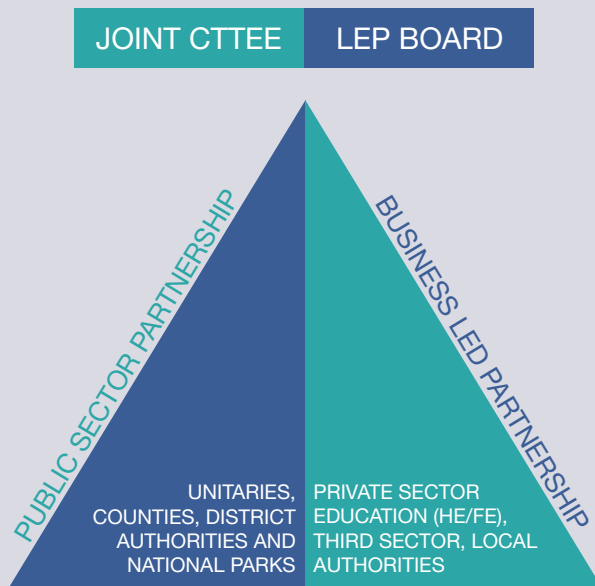 JOINT CTTEE
LEP BOARD
PUBLIC SECTOR PARTNERSHIP
BUSINESS LED PARTNERSHIP
UNITARIES,
COUNTIES, DISTRICT
AUTHORITIES AND
NATIONAL PARKS
PRIVATE SECTOR
EDUCATION (HE/FE),
THIRD SECTOR, LOCAL
AUTHORITIES